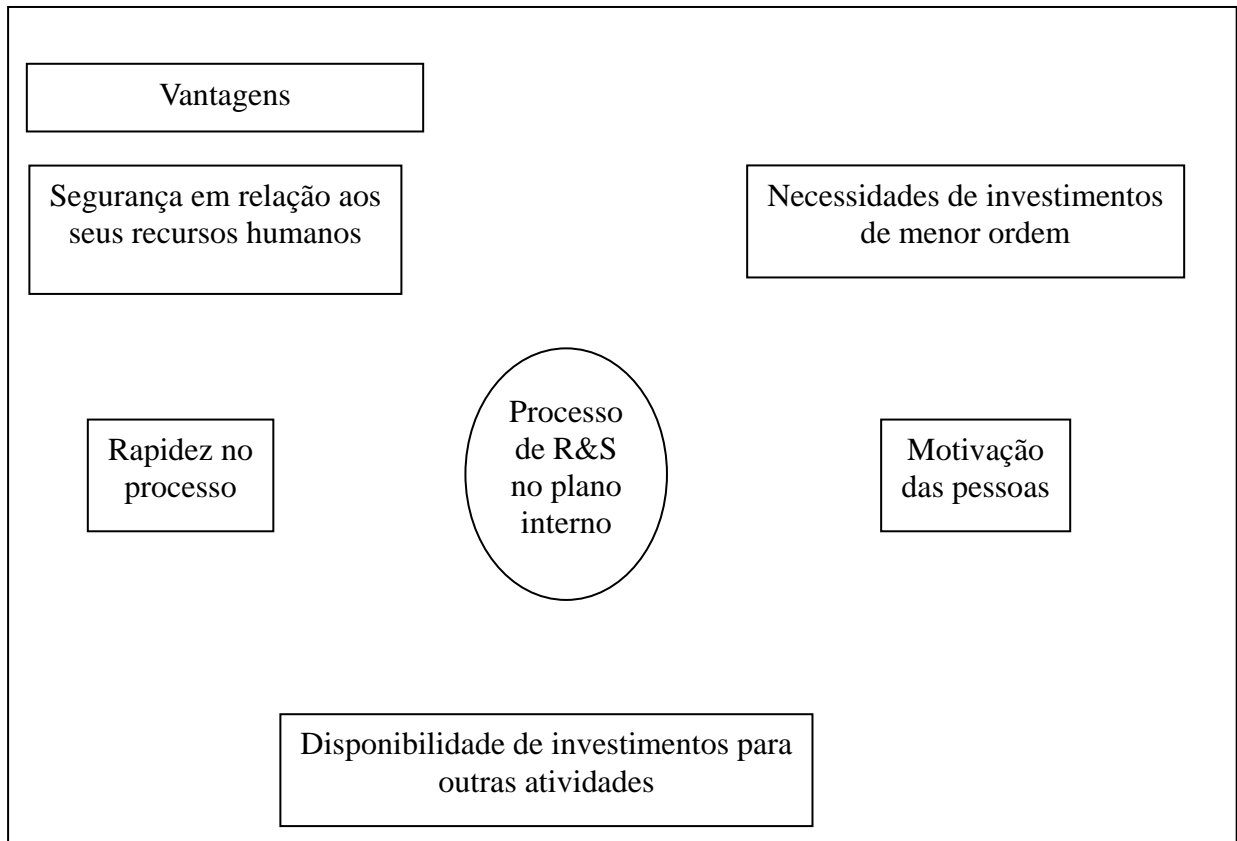 Vantagens
Segurança em relação aos
seus recursos humanos
Necessidades de investimentos
de menor ordem
Rapidez no
processo
Processo
de R&S
no plano
interno
Motivação
das pessoas
Disponibilidade de investimentos para
outras atividades